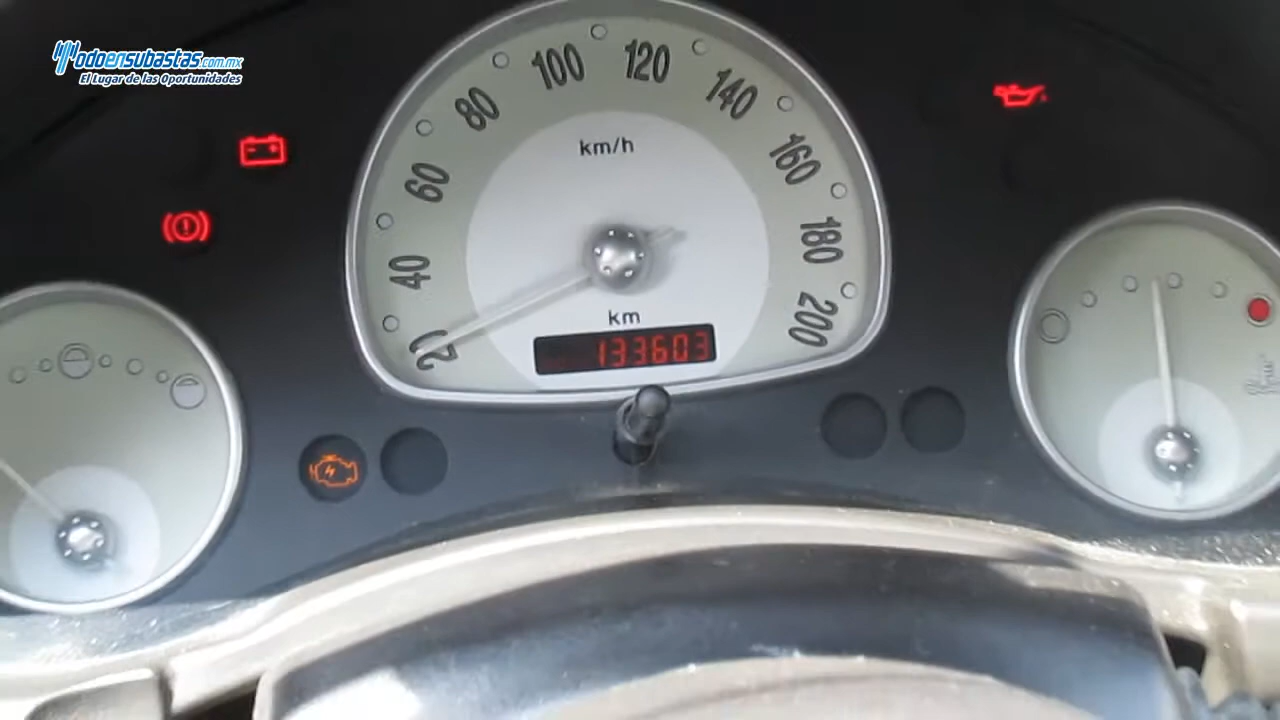 Todoensubastas.com.mx
El Lugar de las Oportunidades
20
40
60
80
100
120
140
160
180
200
km/h
km
133603